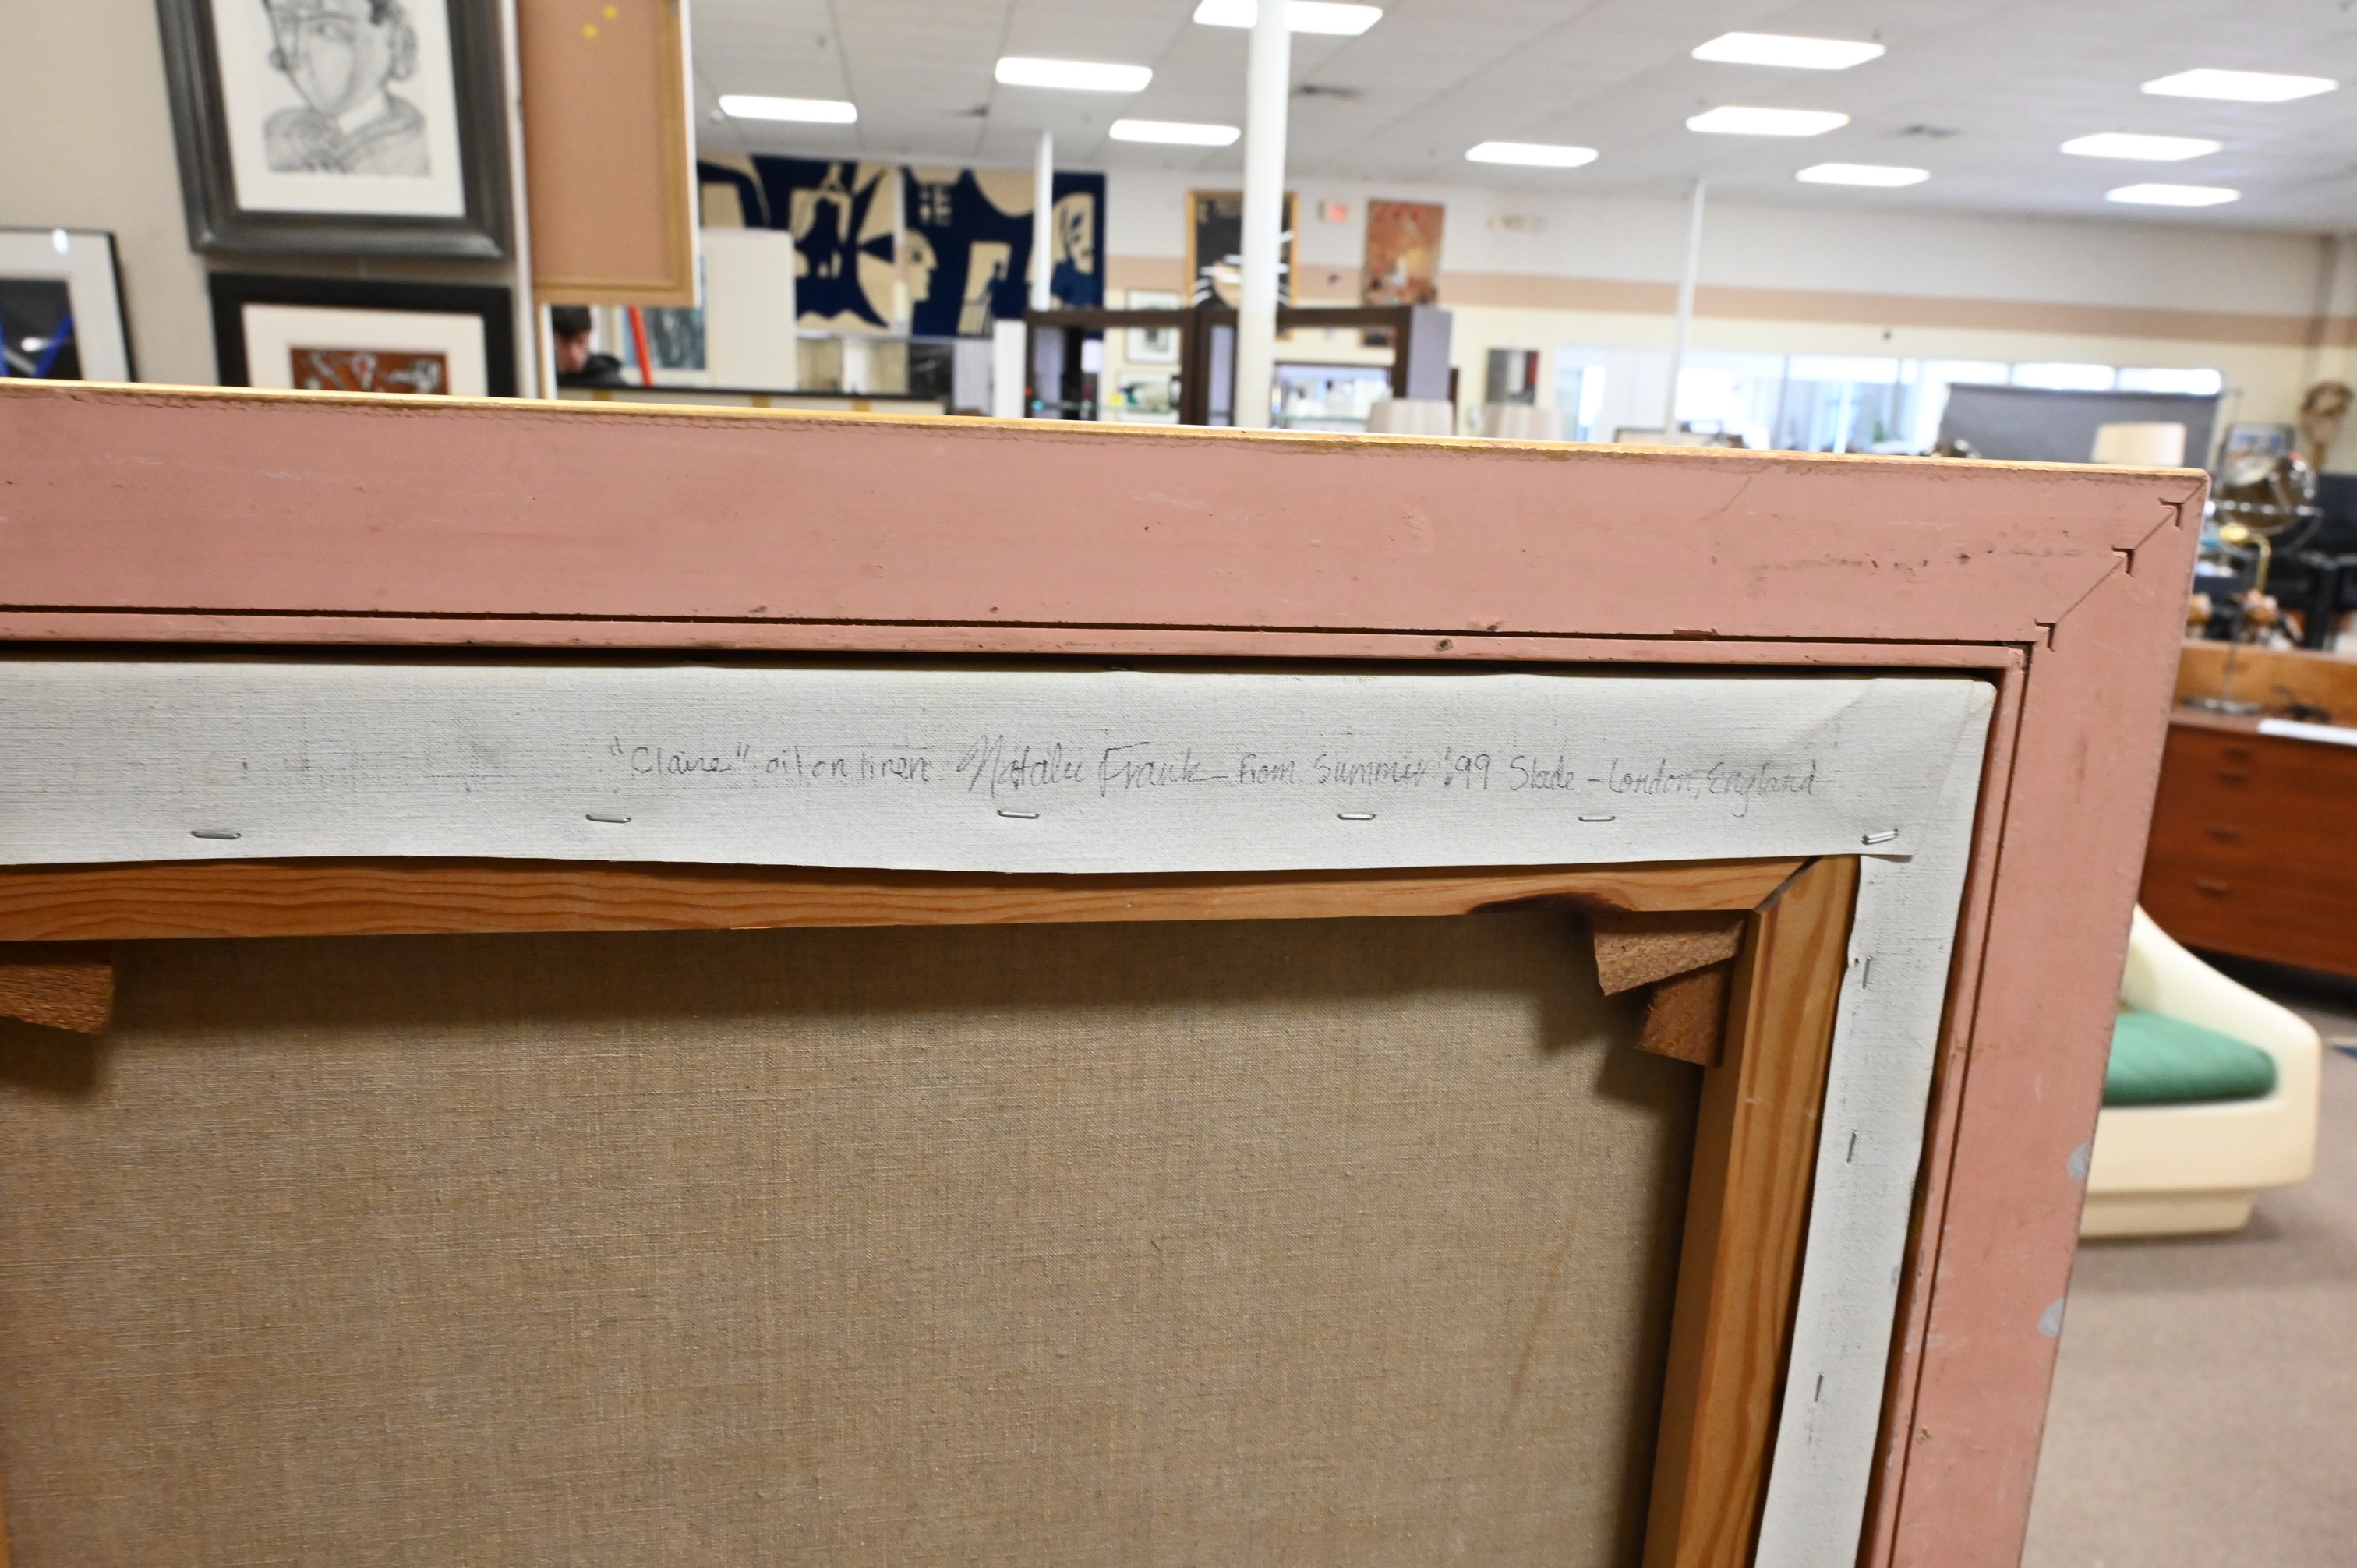 "Claire" oil on linen Natalie Frank from Summer '99 Slade - London, England